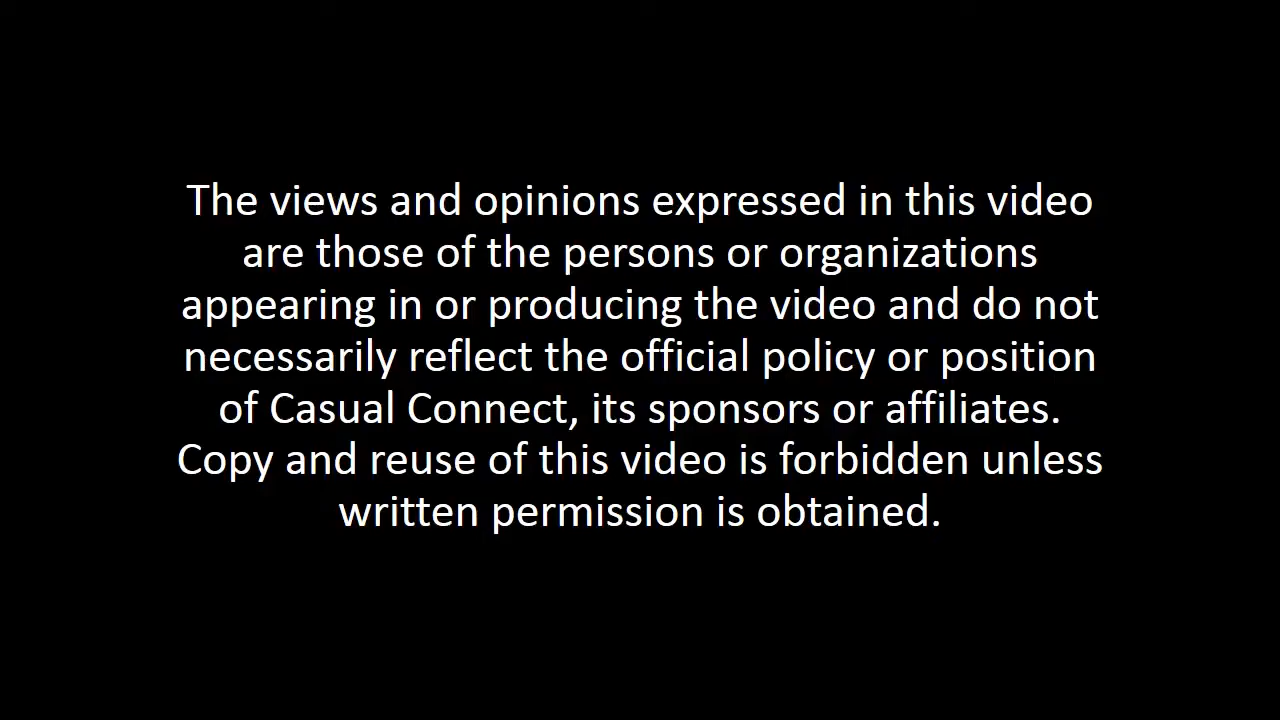 The views and opinions expressed in this video
are those of the persons or organizations
appearing in or producing the video and do not
necessarily reflect the official policy or position
of Casual Connect, its sponsors or affiliates.
Copy and reuse of this video is forbidden unless
written permission is obtained.